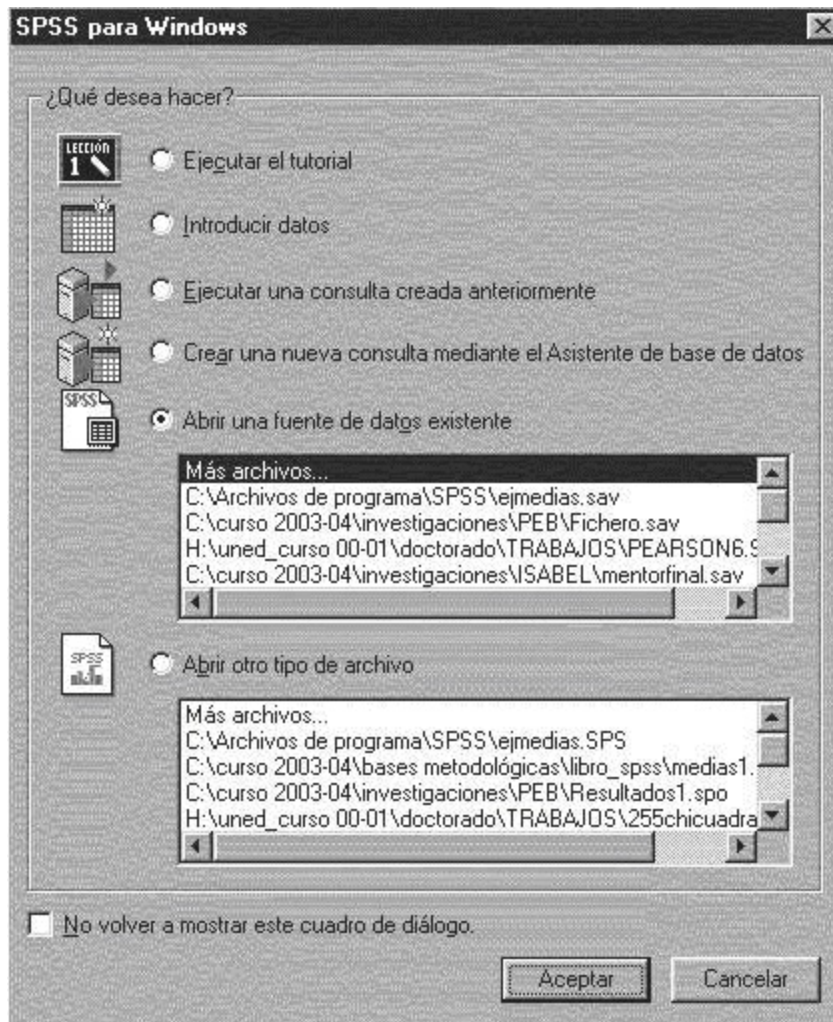 SPSS para Windows
¿Qué desea hacer?
LECCIÓN
1
Ejecutar el tutorial
Introducir datos
Ejecutar una consulta creada anteriormente
Crear una nueva consulta mediante el Asistente de base de datos
SPSS
Abrir una fuente de datos existente
Más archivos...
C:\Archivos de programa\SPSS\ejmedias.sav
C:\curso 2003-04\investigaciones\PEB\Fichero.sav
H:\uned_curso 00-01\doctorado\TRABAJOS\PEARSON6.S
C:\curso 2003-04\investigaciones\ISABEL\mentorfinal.sav
SPSS
Abrir otro tipo de archivo
Más archivos...
C:\Archivos de programa\SPSS\ejmedias.SPS
C:\curso 2003-04\bases metodológicas\libro_spss\medias1.
C:\curso 2003-04\investigaciones\PEB\Resultados1.spo
H:\uned_curso 00-01\doctorado\TRABAJOS\255chicuadra
No volver a mostrar este cuadro de diálogo.
Aceptar
Cancelar